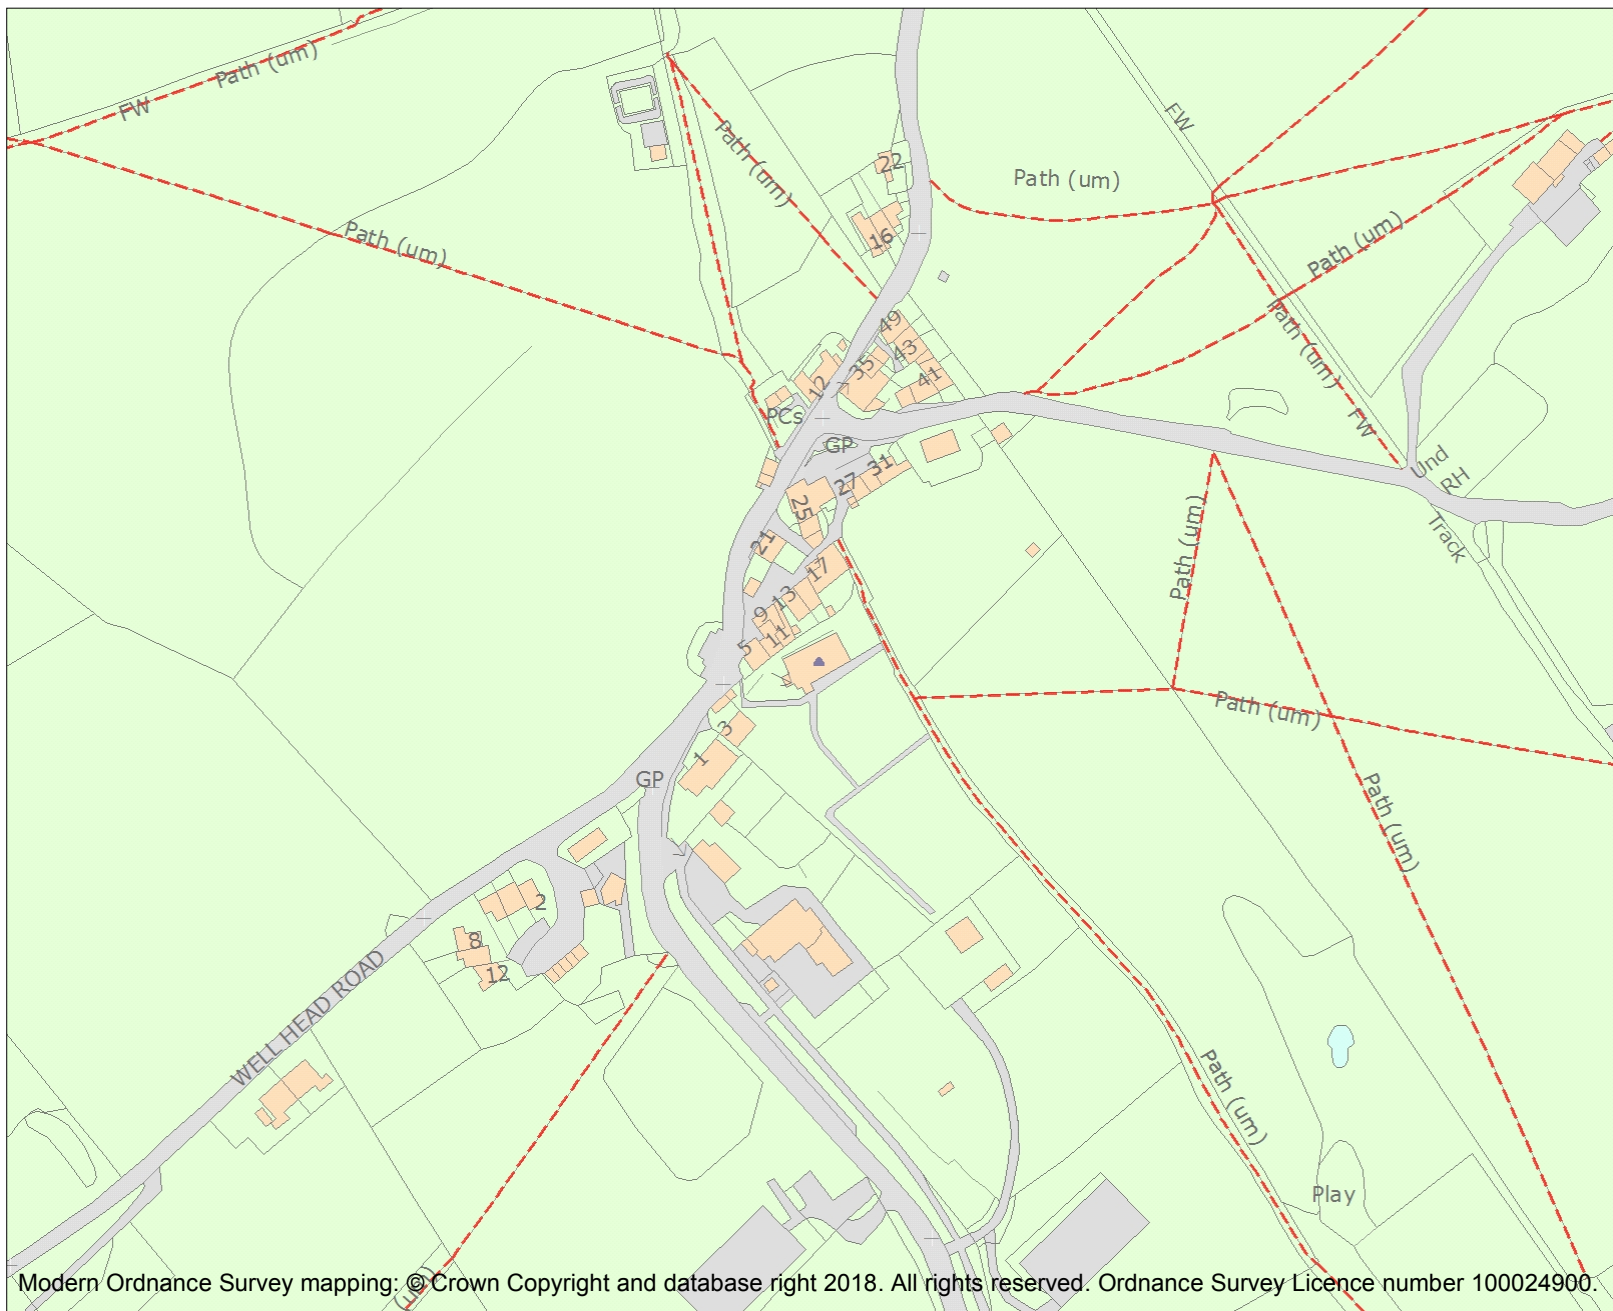 Path (um)
FW
FW
Path (um)
22
Path (um)
16
Path (um)
Path (um)
49
43
35
41
12
Path (um)
PCs
FW
GP
Und
31
RH
27
25
Path (um)
Track
21
17
13
9
11
5
Path (um)
3
1
GP
Path (um)
2
8
12
WELL HEAD ROAD
Path (um)
Play
(um)
Modern Ordnance Survey mapping: © Crown Copyright and database right 2018. All rights reserved. Ordnance Survey Licence number 100024900.